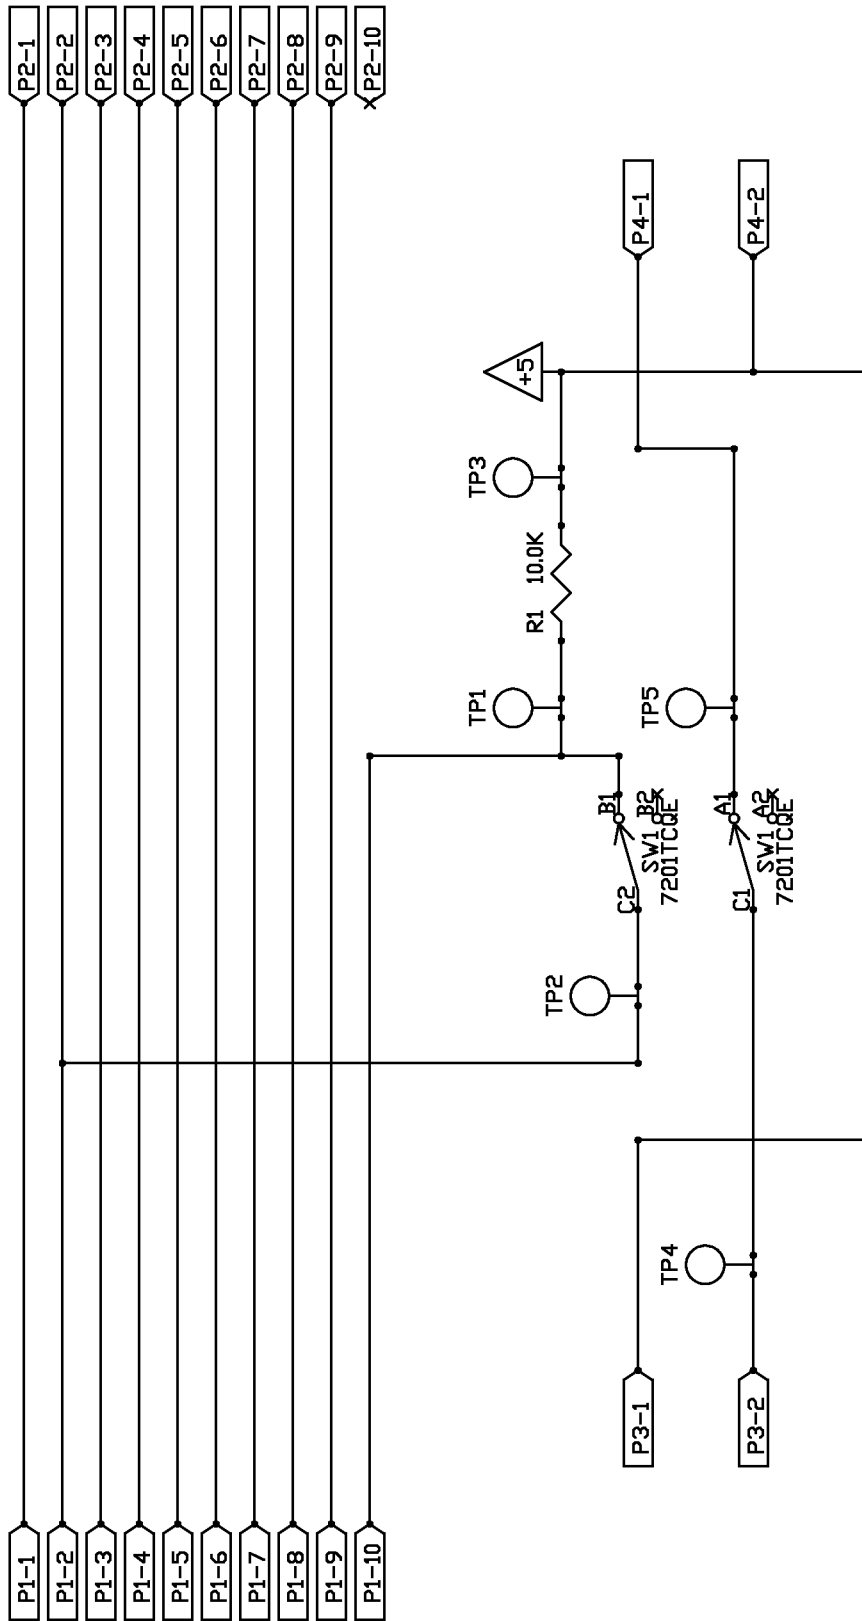 P2-1
P2-2
P2-3
P2-4
P2-5
P2-6
P2-7
P2-8
P2-9
P2-10
P4-1
P4-2
+5
TP3
R1 10.0K
TP1
TP5
B1
B2
C2
SW1
7201TCQE
A1
A2
C1
SW1
7201TCQE
TP2
TP4
P3-1
P3-2
P1-1
P1-2
P1-3
P1-4
P1-5
P1-6
P1-7
P1-8
P1-9
P1-10